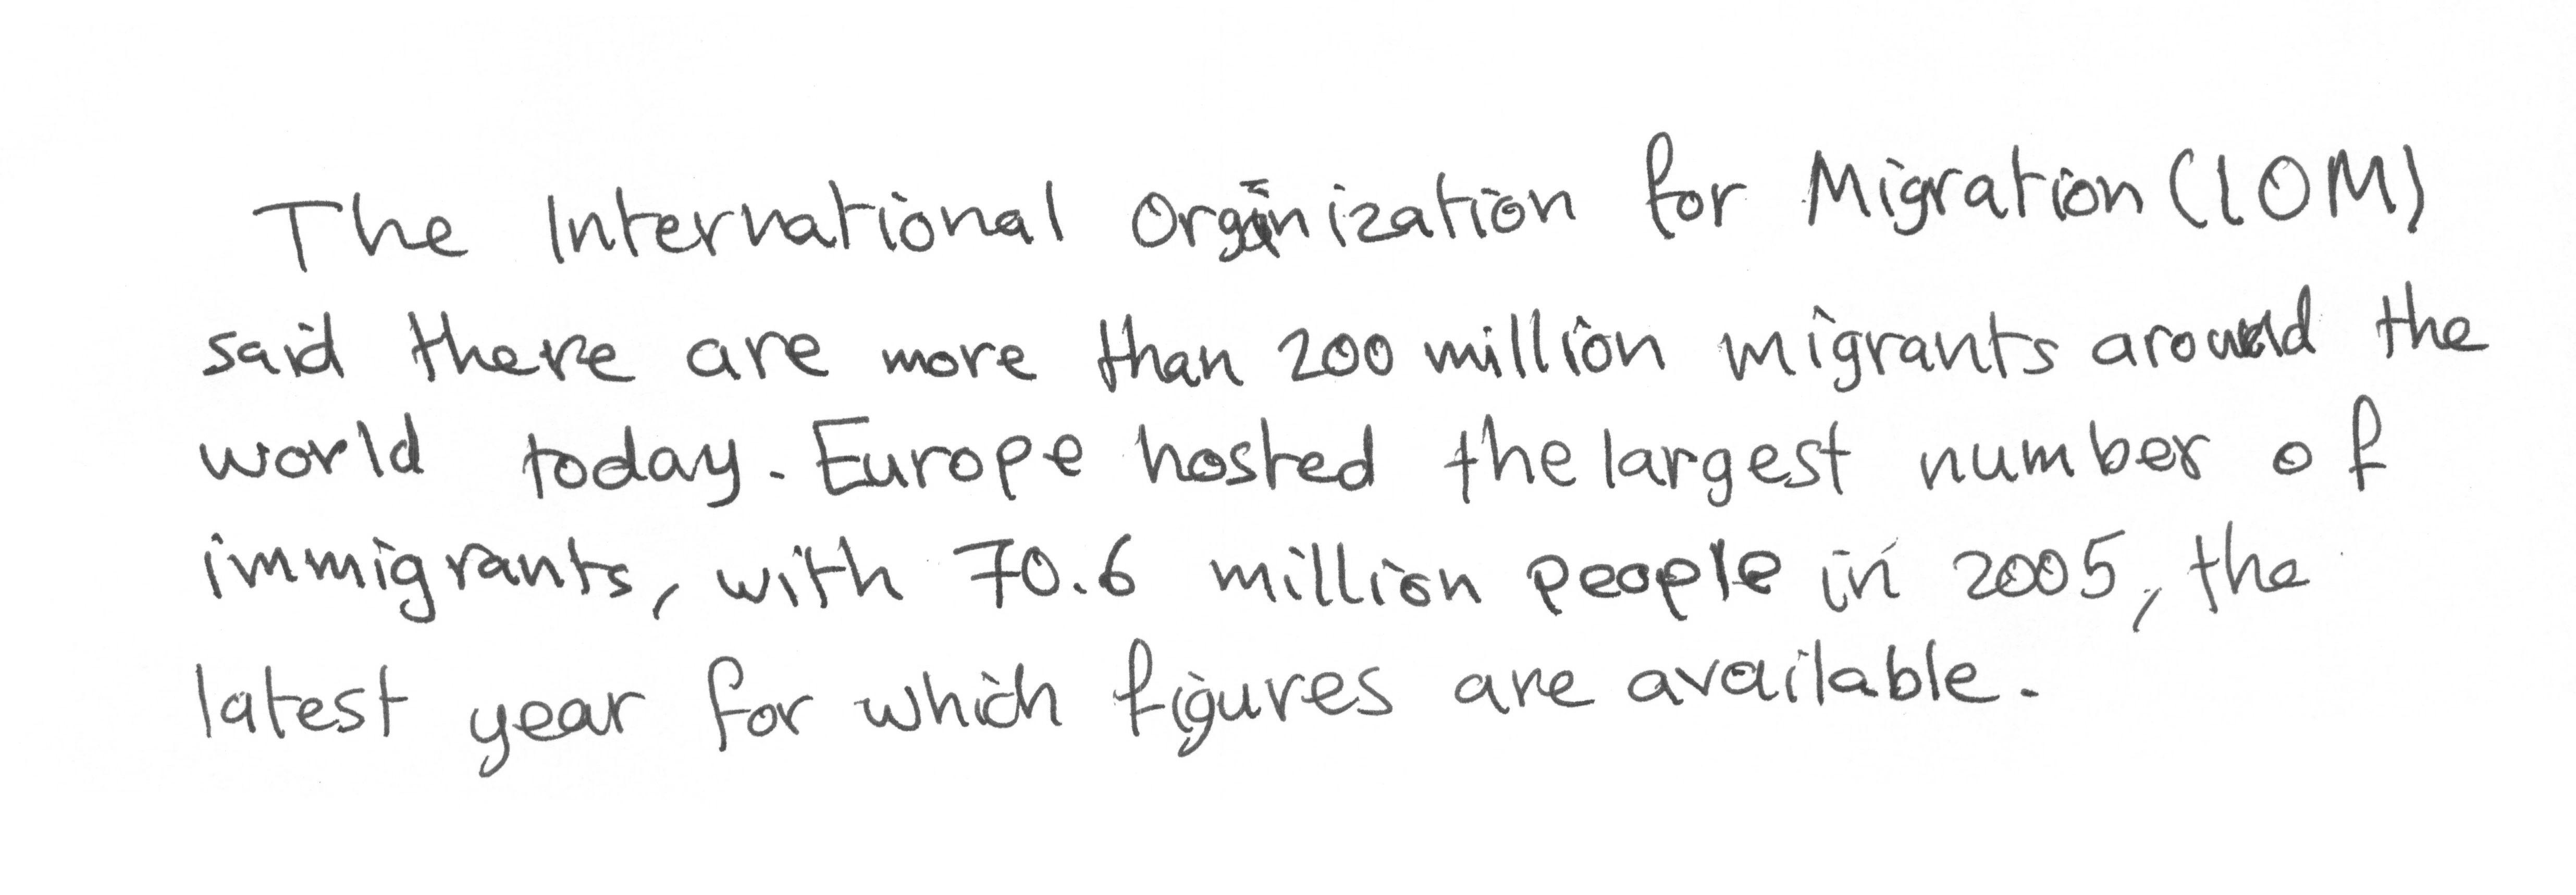 The International Organization for Migration (IOM)
said there are more than 200 million migrants around the
world today. Europe hosted the largest number of
immigrants, with 70.6 million people in 2005, the
latest year for which figures are available.